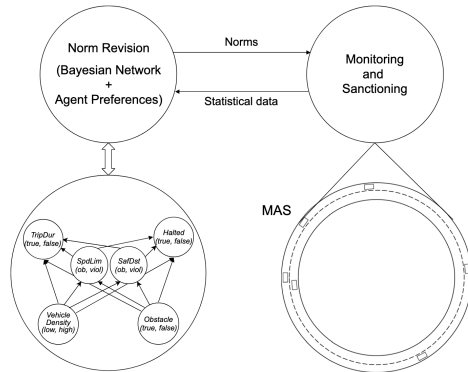 Norm Revision
(Bayesian Network
+
Agent Preferences)
Norms
Statistical data
Monitoring
and
Sanctioning
MAS
TripDur
(true, false)
Halted
(true, false)
SpdLim
(ob, viol)
SafDst
(ob, viol)
Vehicle
Density
(low, high)
Obstacle
(true, false)